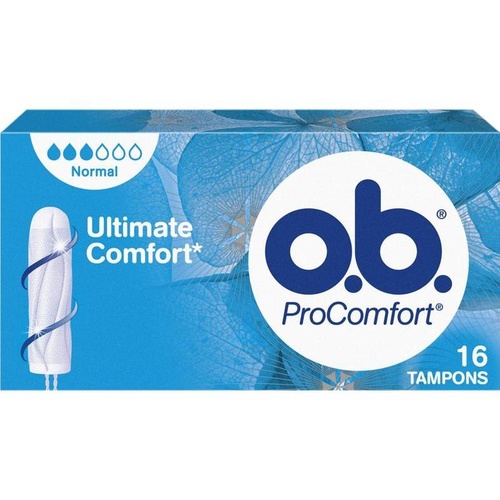 Normal
Ultimate
Comfort*
o.b.®
ProComfort®
16
TAMPONS